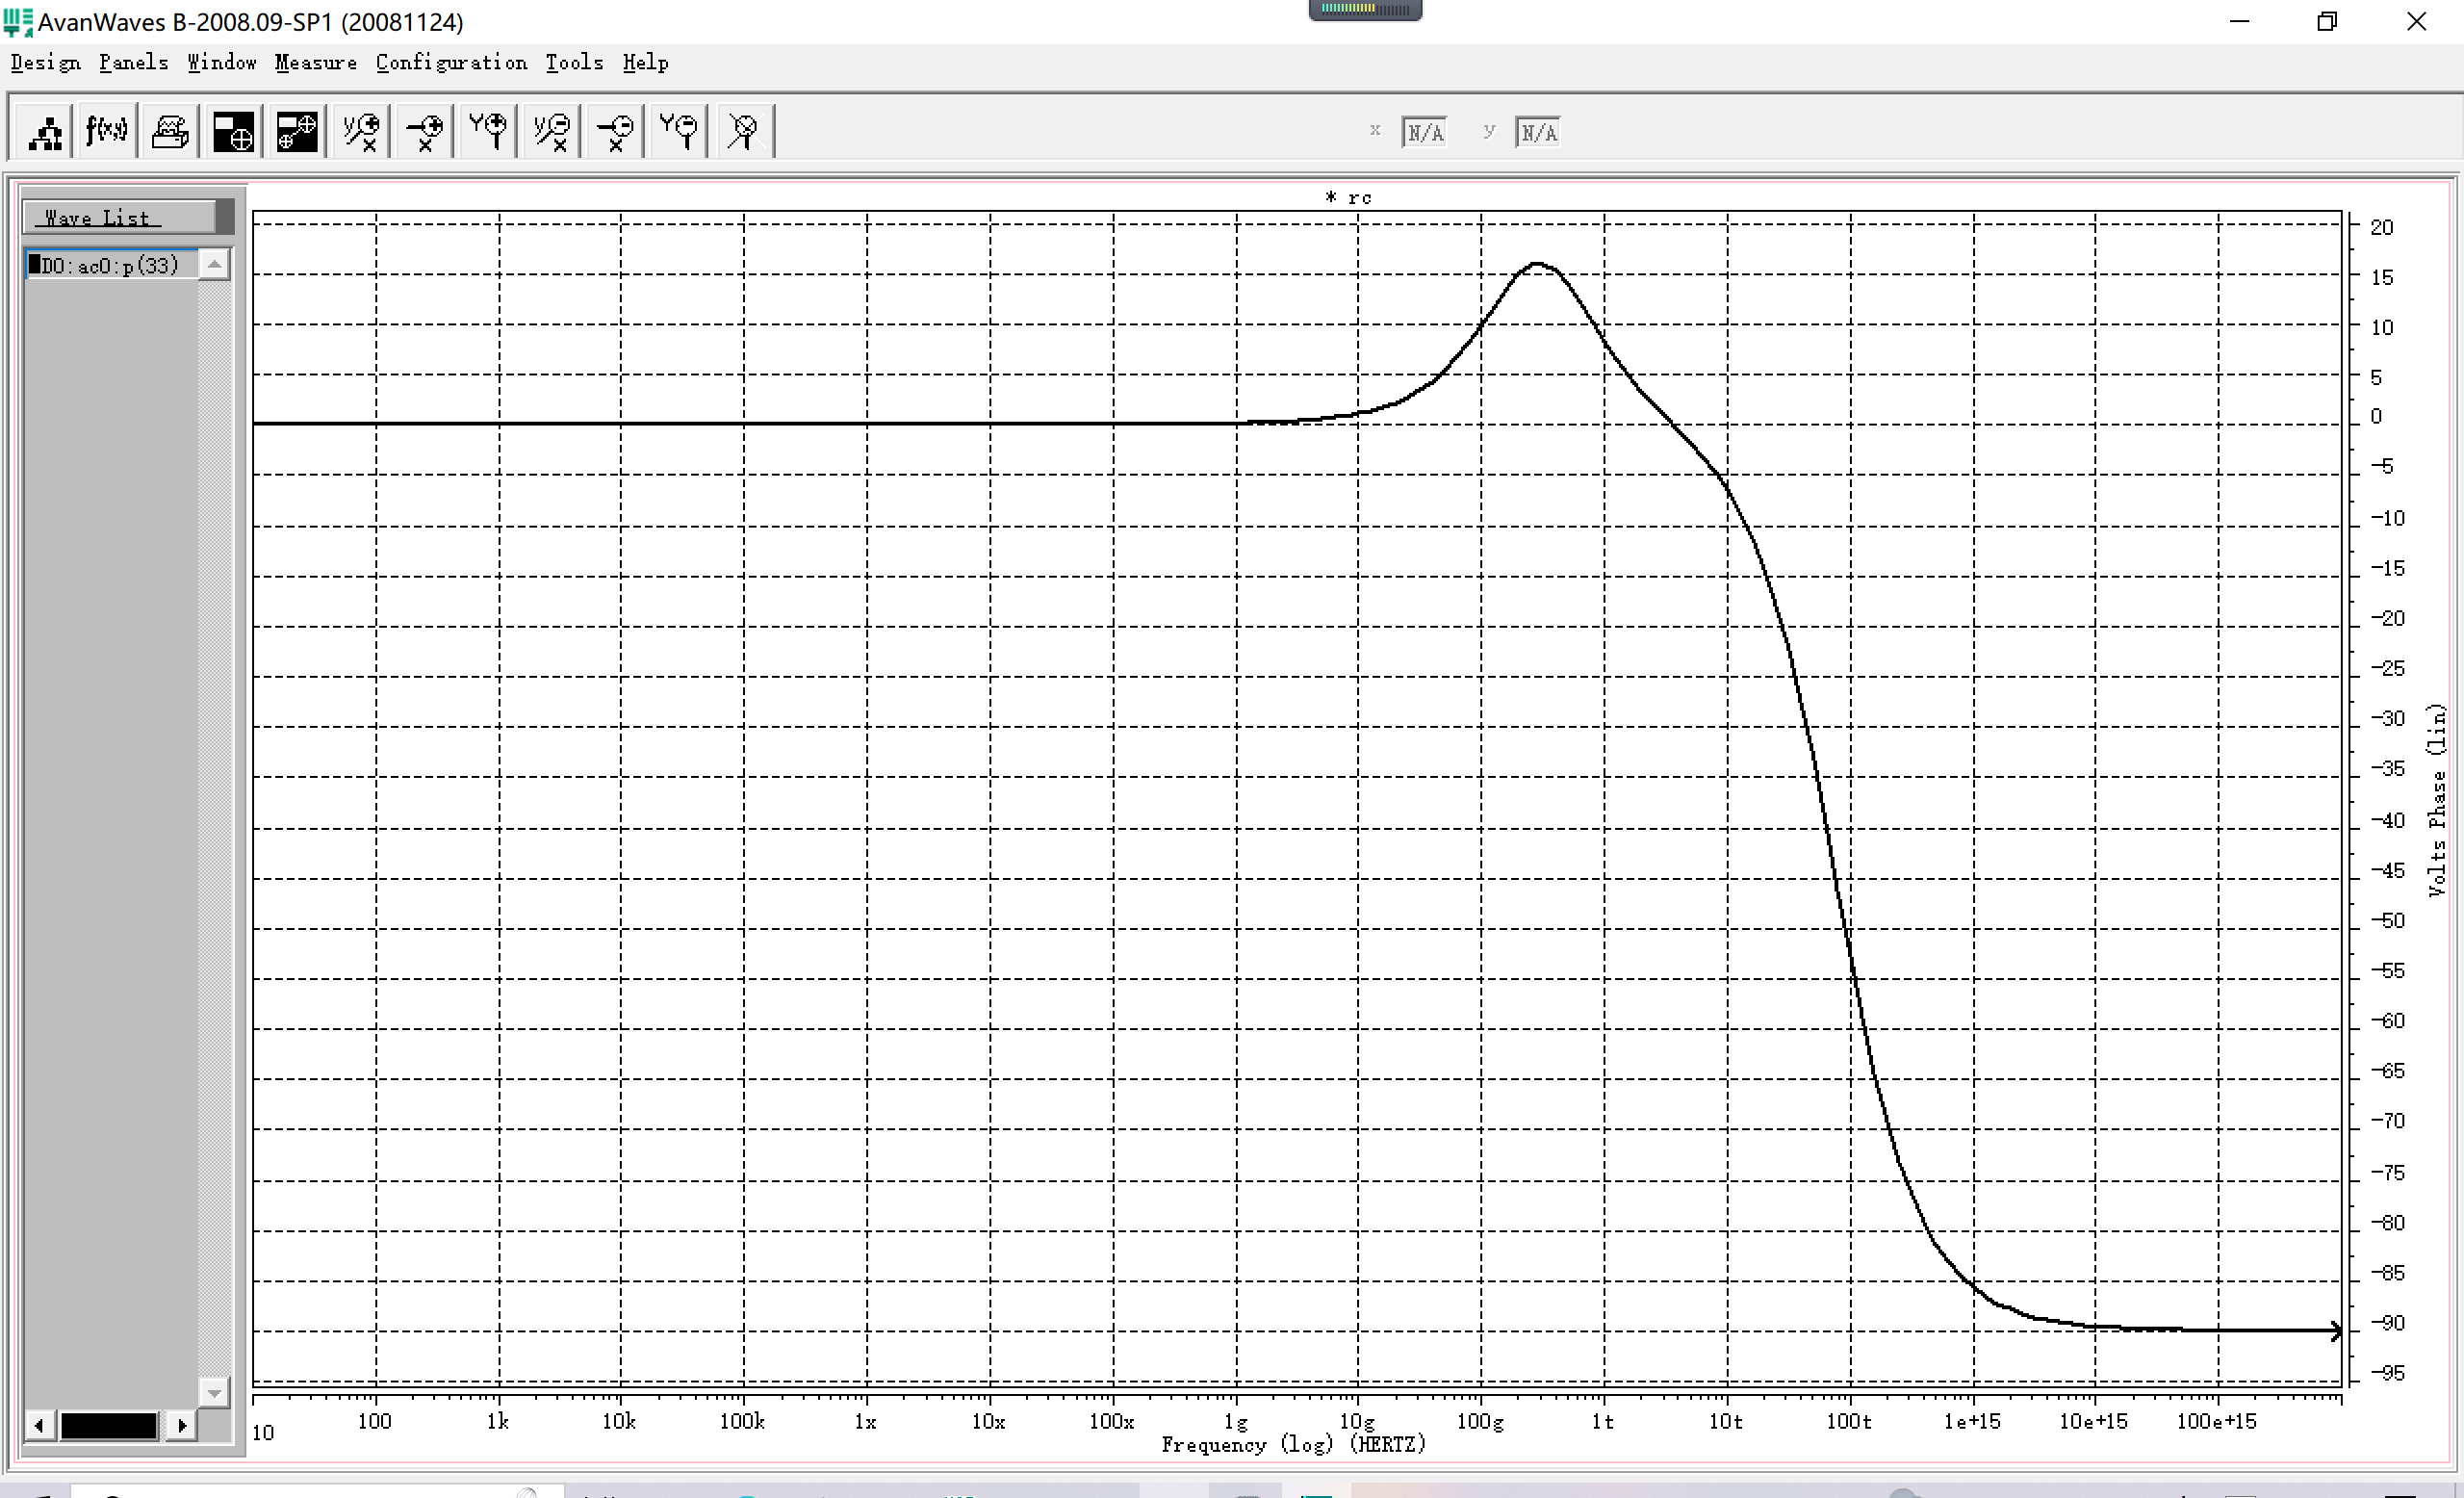 AvanWaves B-2008.09-SP1 (20081124)
Design Panels Window Measure Configuration Tools Help
f(x,y)
x N/A y N/A
* rc
Wave List
D0:ac0:p(33)
20
15
10
5
0
-5
-10
-15
-20
-25
-30
-35
-40
-45
-50
-55
-60
-65
-70
-75
-80
-85
-90
-95
Volts Phase (lin)
10 100 1k 10k 100k 1x 10x 100x 1g 10g 100g 1t 10t 100t 1e+15 10e+15 100e+15
Frequency (log) (HERTZ)